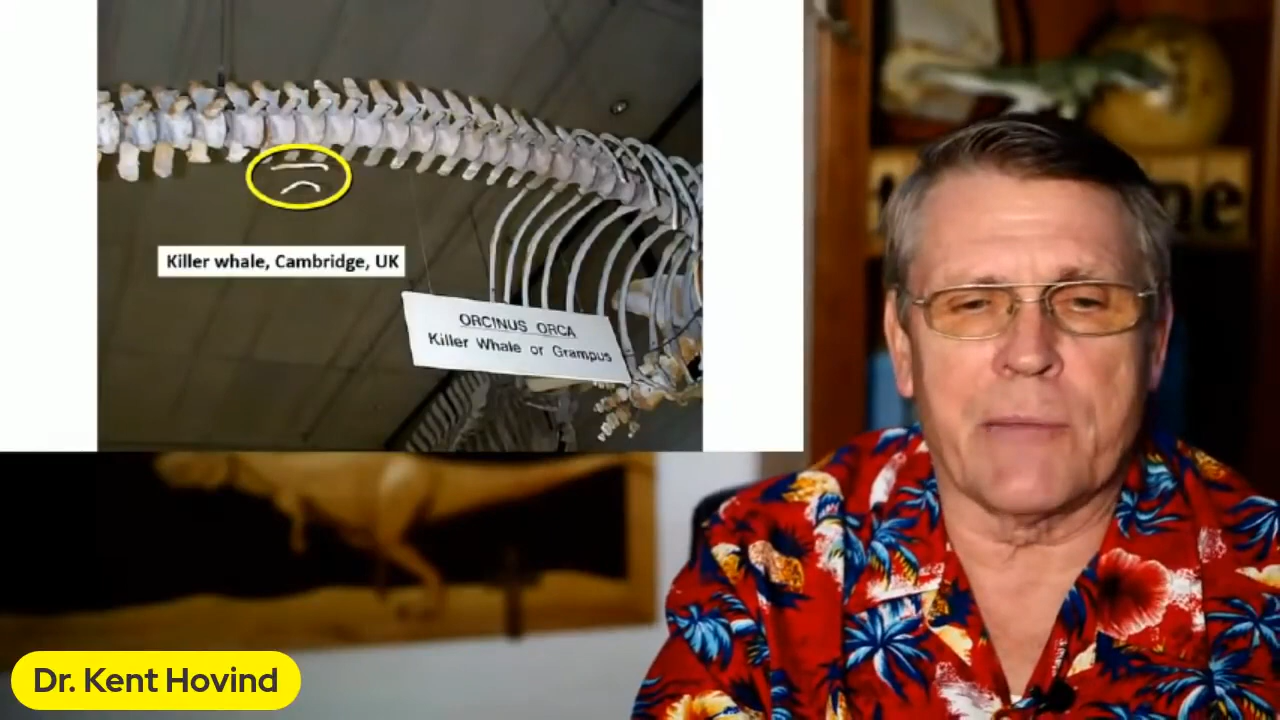 Killer whale, Cambridge, UK
ORCINUS ORCA
Killer Whale or Grampus
Dr. Kent Hovind